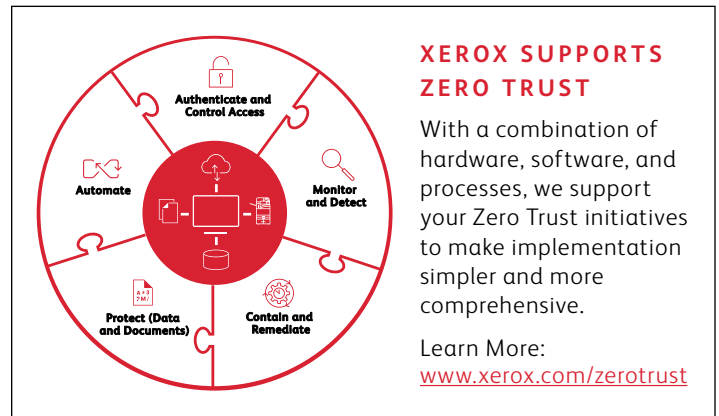 Authenticate and
Control Access
Monitor
and Detect
Contain and
Remediate
Protect (Data
and Documents)
Automate
XEROX SUPPORTS
ZERO TRUST
With a combination of
hardware, software, and
processes, we support
your Zero Trust initiatives
to make implementation
simpler and more
comprehensive.
Learn More:
www.xerox.com/zerotrust